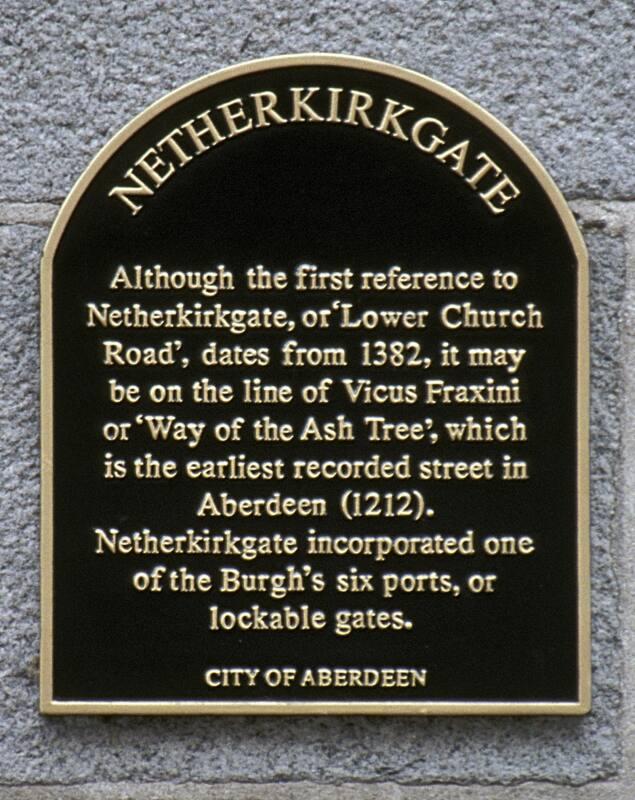 NETHERKIRKGATE
Although the first reference to
Netherkirkgate, or ‘Lower Church
Road’, dates from 1382, it may
be on the line of Vicus Fraxini
or ‘Way of the Ash Tree’, which
is the earliest recorded street in
Aberdeen (1212).
Netherkirkgate incorporated one
of the Burgh’s six ports, or
lockable gates.
CITY OF ABERDEEN